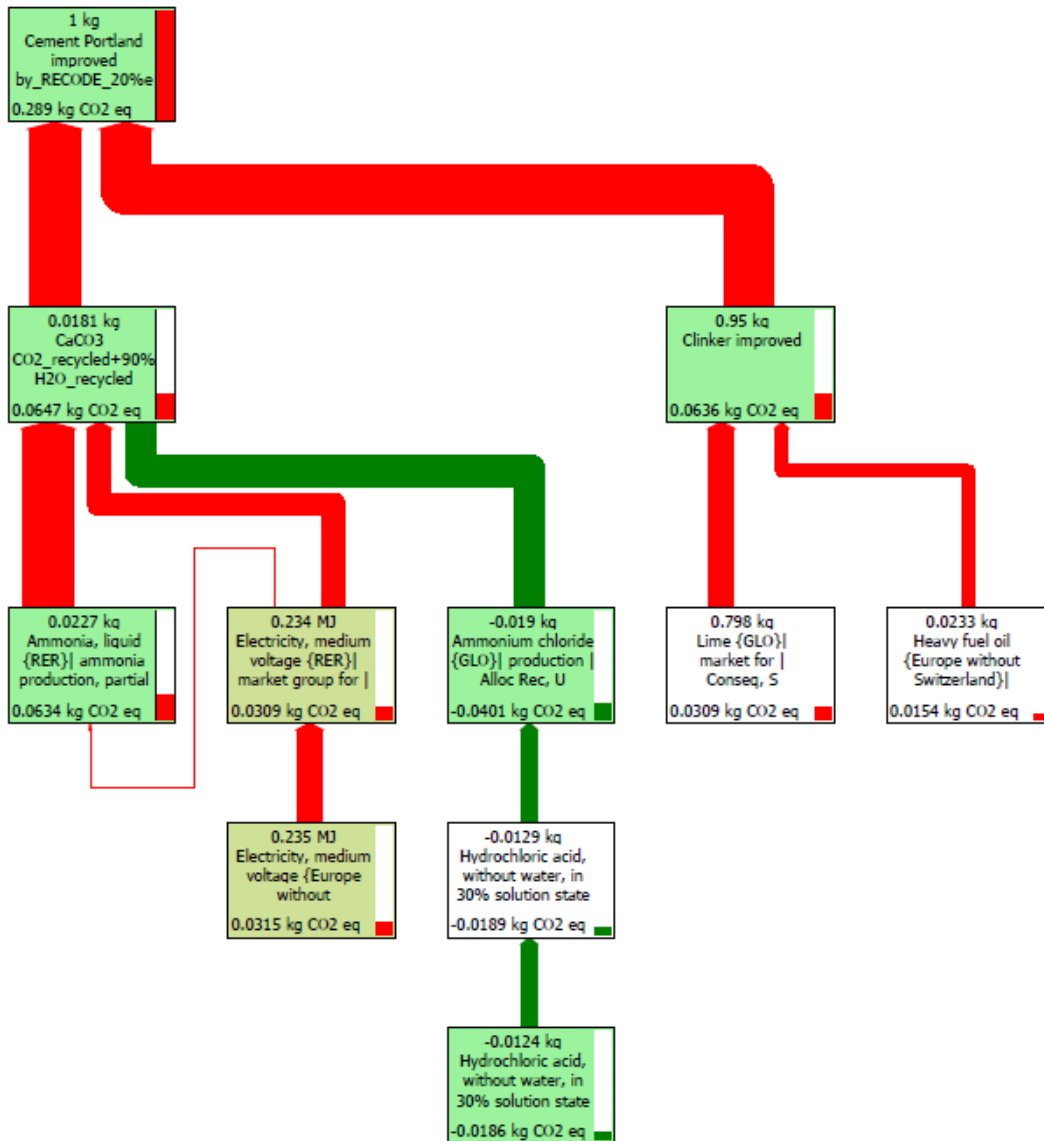 1 kg
Cement Portland
improved
by_RECODE_20%e
0.289 kg CO2 eq
0.0181 kg
CaCO3
CO2_recycled+90%
H2O_recycled
0.0647 kg CO2 eq
0.95 kg
Clinker improved
0.0636 kg CO2 eq
0.0227 kg
Ammonia, liquid
{RER}| ammonia
production, partial
0.0634 kg CO2 eq
0.234 MJ
Electricity, medium
voltage {RER}|
market group for |
0.0309 kg CO2 eq
-0.019 kg
Ammonium chloride
{GLO}| production |
Alloc Rec, U
-0.0401 kg CO2 eq
0.798 kg
Lime {GLO}|
market for |
Conseq, S
0.0309 kg CO2 eq
0.0233 kg
Heavy fuel oil
{Europe without
Switzerland}|
0.0154 kg CO2 eq
0.235 MJ
Electricity, medium
voltage {Europe
without
0.0315 kg CO2 eq
-0.0129 kg
Hydrochloric acid,
without water, in
30% solution state
-0.0189 kg CO2 eq
-0.0124 kg
Hydrochloric acid,
without water, in
30% solution state
-0.0186 kg CO2 eq